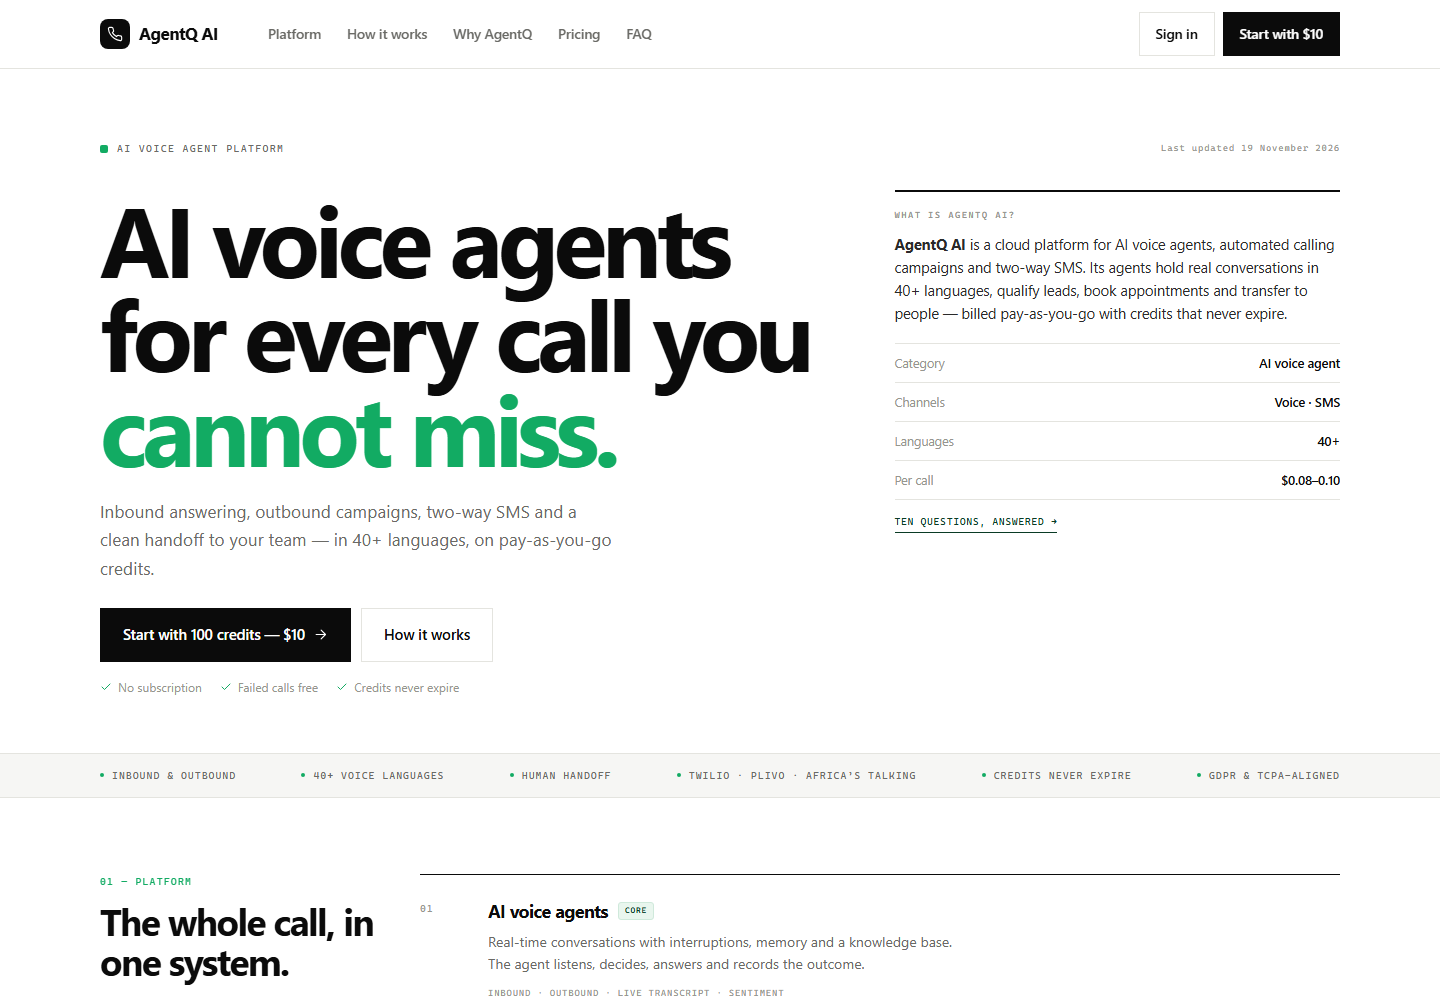 AgentQ AI
Platform
How it works
Why AgentQ
Pricing
FAQ
Sign in
Start with $10
AI VOICE AGENT PLATFORM
Last updated 19 November 2026
AI voice agents
for every call you
cannot miss.
Inbound answering, outbound campaigns, two-way SMS and a
clean handoff to your team — in 40+ languages, on pay-as-you-go
credits.
Start with 100 credits — $10 →
How it works
No subscription
Failed calls free
Credits never expire
WHAT IS AGENTQ AI?
AgentQ AI is a cloud platform for AI voice agents, automated calling
campaigns and two-way SMS. Its agents hold real conversations in
40+ languages, qualify leads, book appointments and transfer to
people — billed pay-as-you-go with credits that never expire.
Category AI voice agent
Channels Voice · SMS
Languages 40+
Per call $0.08–0.10
TEN QUESTIONS, ANSWERED →
INBOUND & OUTBOUND
40+ VOICE LANGUAGES
HUMAN HANDOFF
TWILIO · PLIVO · AFRICA'S TALKING
CREDITS NEVER EXPIRE
GDPR & TCPA-ALIGNED
01 — PLATFORM
The whole call, in
one system.
01
AI voice agents CORE
Real-time conversations with interruptions, memory and a knowledge base.
The agent listens, decides, answers and records the outcome.
INBOUND · OUTBOUND · LIVE TRANSCRIPT · SENTIMENT